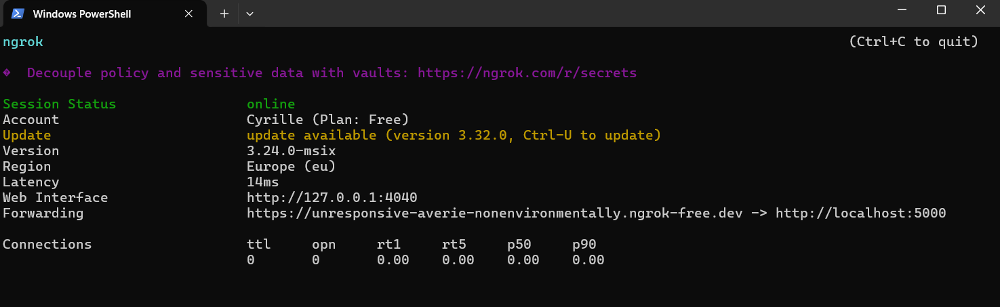 Windows PowerShell
ngrok (Ctrl+C to quit)
� Decouple policy and sensitive data with vaults: https://ngrok.com/r/secrets
Session Status online
Account Cyrille (Plan: Free)
Update update available (version 3.32.0, Ctrl-U to update)
Version 3.24.0-msix
Region Europe (eu)
Latency 14ms
Web Interface http://127.0.0.1:4040
Forwarding https://unresponsive-averie-nonenvironmentally.ngrok-free.dev -> http://localhost:5000
Connections ttl opn rt1 rt5 p50 p90
0 0 0.00 0.00 0.00 0.00